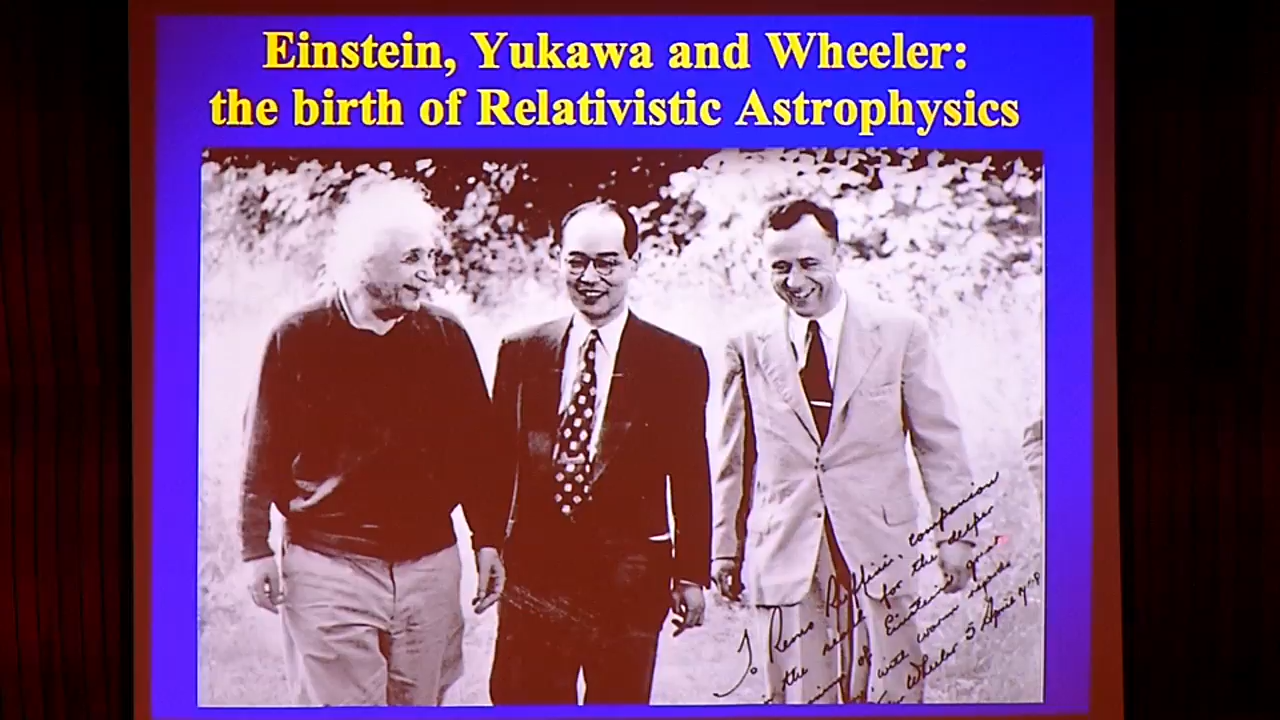 Einstein, Yukawa and Wheeler:
the birth of Relativistic Astrophysics
To Remo Ruffini, companion
in the search for the deeper
of Einstein's great
with warm regards
Wheeler 5 April